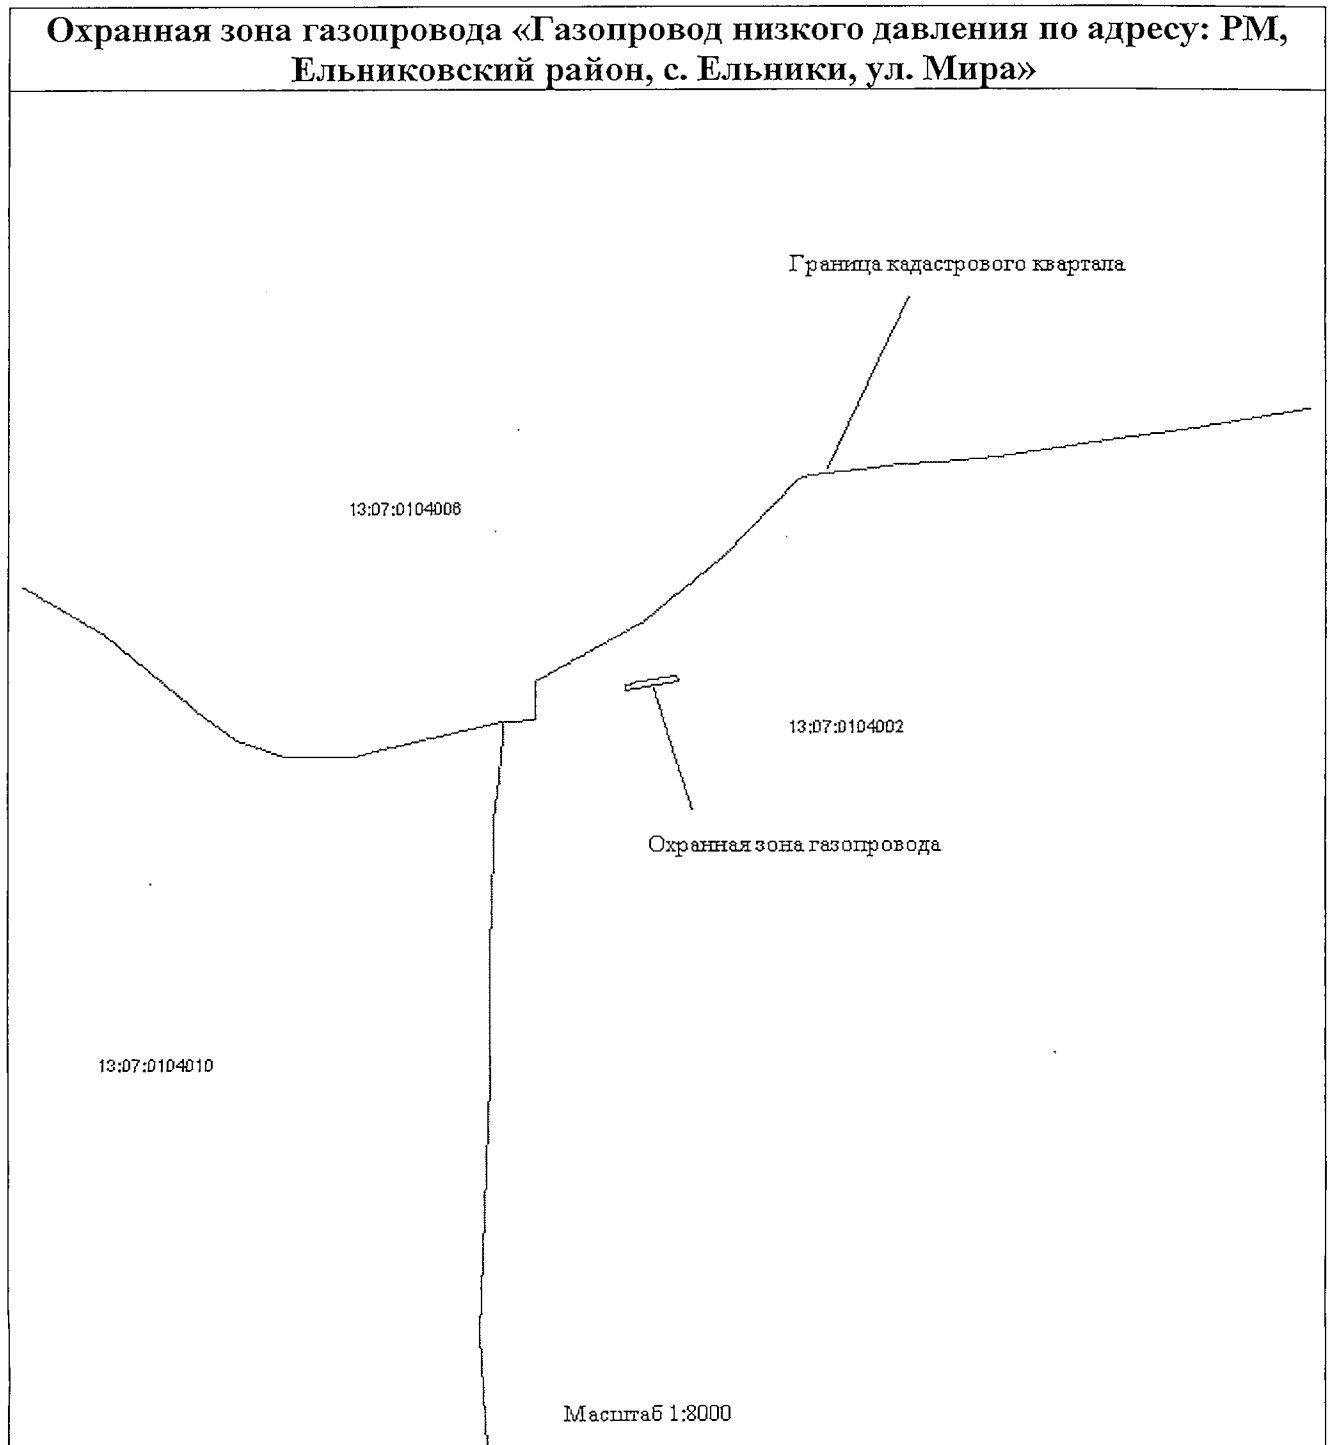 Охранная зона газопровода «Газопровод низкого давления по адресу: РМ,
Ельниковский район, с. Ельники, ул. Мира»
Граница кадастрового квартала
13:07:0104006
13:07:0104002
Охранная зона газопровода
13:07:0104010
Масштаб 1:8000